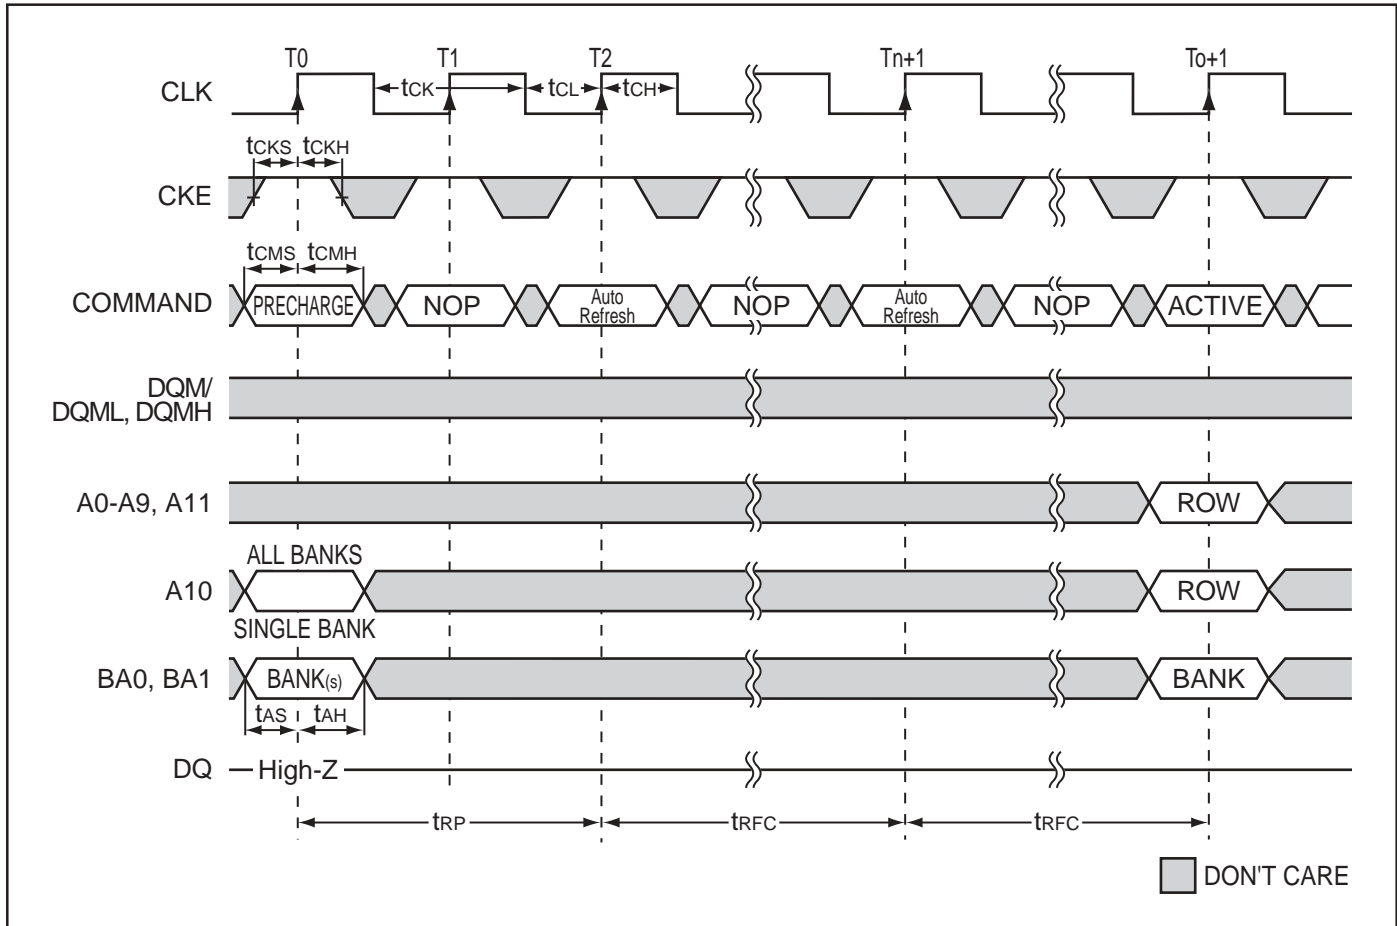 T0 T1 T2 Tn+1 To+1
CLK tCK tCL tCH
tCKS tCKH
CKE
tCMS tCMH
COMMAND PRECHARGE NOP Auto Refresh NOP Auto Refresh NOP ACTIVE
DQM/
DQML, DQMH
A0-A9, A11 ROW
ALL BANKS
A10 ROW
SINGLE BANK
BA0, BA1 BANK(s) BANK
tAS tAH
DQ High-Z
tRP tRFC tRFC
DON'T CARE